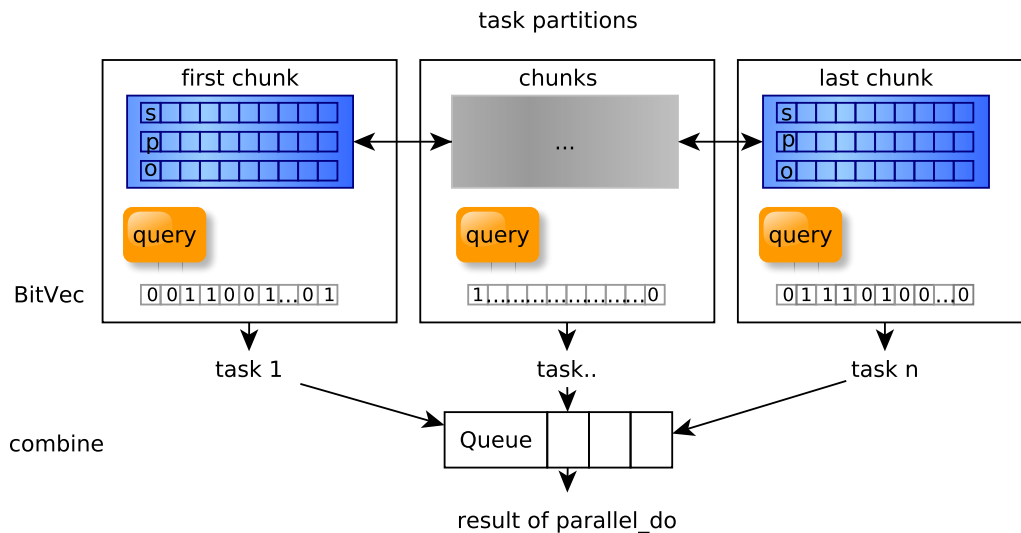 task partitions
first chunk
chunks
last chunk
s
p
o
...
s
p
o
query
query
query
BitVec
0 0 1 1 0 0 1 ... 0 1
1 ........................ 0
0 1 1 1 0 1 0 0 ... 0
task 1
task..
task n
combine
Queue
result of parallel_do